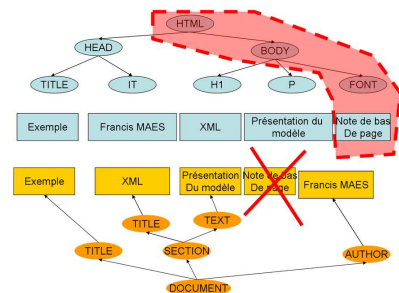 HTML
HEAD
BODY
TITLE IT H1 P FONT
Exemple Francis MAES XML Présentation du Note de bas
modèle De page
Exemple XML Présentation Note de bas Francis MAES
Du modèle De page
TITLE TEXT
TITLE SECTION AUTHOR
DOCUMENT